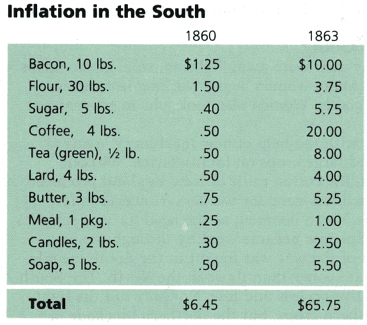 Inflation in the South
1860 1863
Bacon, 10 lbs. $1.25 $10.00
Flour, 30 lbs. 1.50 3.75
Sugar, 5 lbs. .40 5.75
Coffee, 4 lbs. .50 20.00
Tea (green), ½ lb. .50 8.00
Lard, 4 lbs. .50 4.00
Butter, 3 lbs. .75 5.25
Meal, 1 pkg. .25 1.00
Candles, 2 lbs. .30 2.50
Soap, 5 lbs. .50 5.50
Total $6.45 $65.75